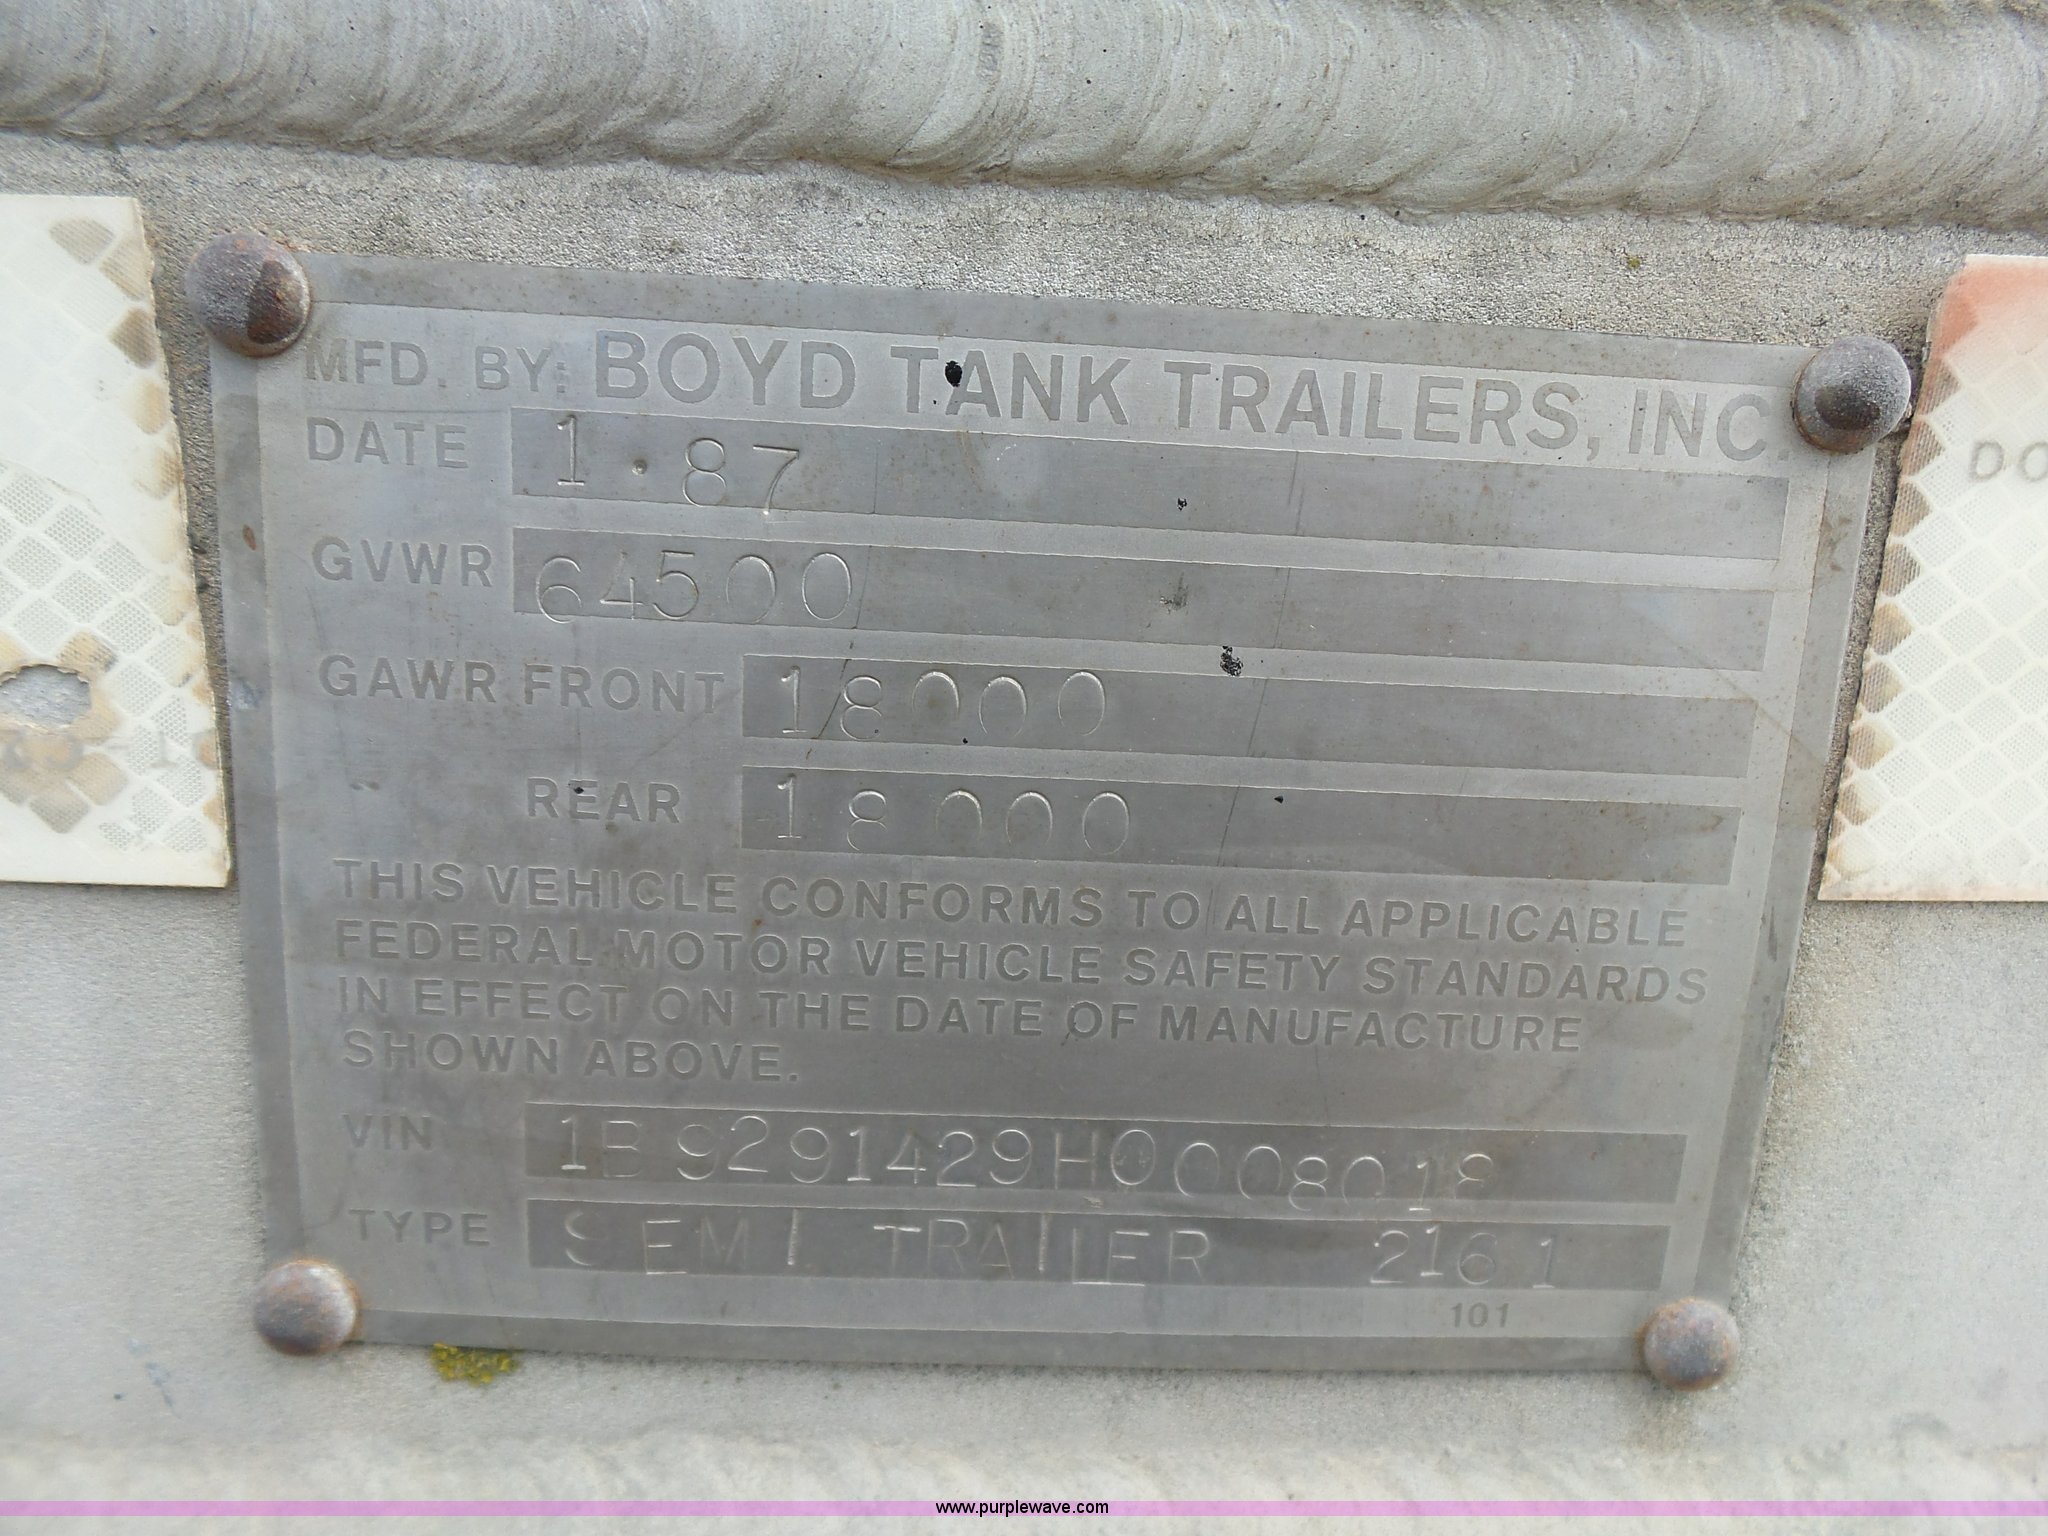 MFD. BY: BOYD TANK TRAILERS, INC.
DATE 1 · 87
GVWR 64500
GAWR FRONT 18000
REAR 18000
THIS VEHICLE CONFORMS TO ALL APPLICABLE
FEDERAL MOTOR VEHICLE SAFETY STANDARDS
IN EFFECT ON THE DATE OF MANUFACTURE
SHOWN ABOVE.
VIN 1B9291429H0008018
TYPE SEMI TRAILER 2161
101
DO
www.purplewave.com